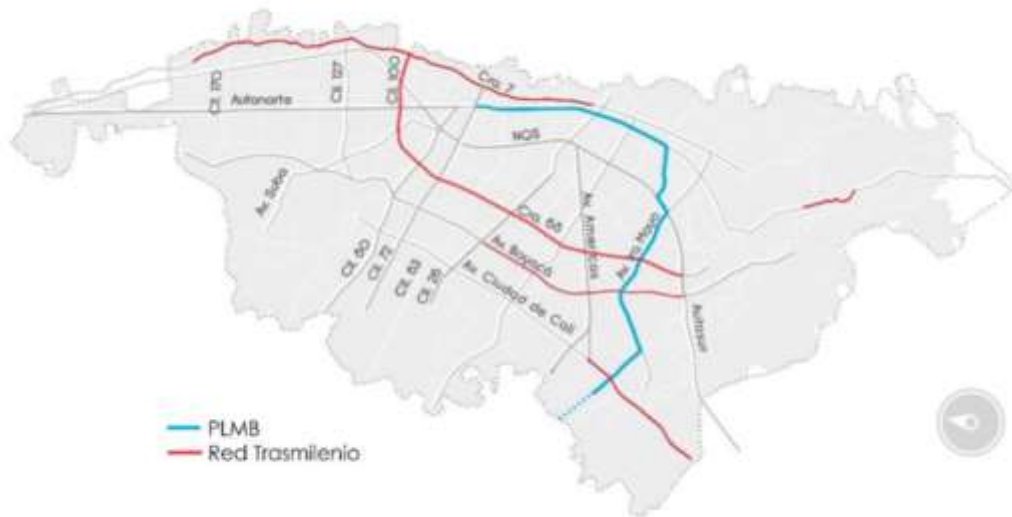 Cll. 170
Autonorte
Cll. 127
Cll. 100
Cra. 7
NQS
Av. Suba
Cll. 80
Cll. 72
Cll. 63
Cll. 26
Cra. 68
Av. Boyacá
Av. Ciudad de Cali
Av. Américas
Av. 1ra Mayo
Autosur
PLMB
Red Trasmilenio